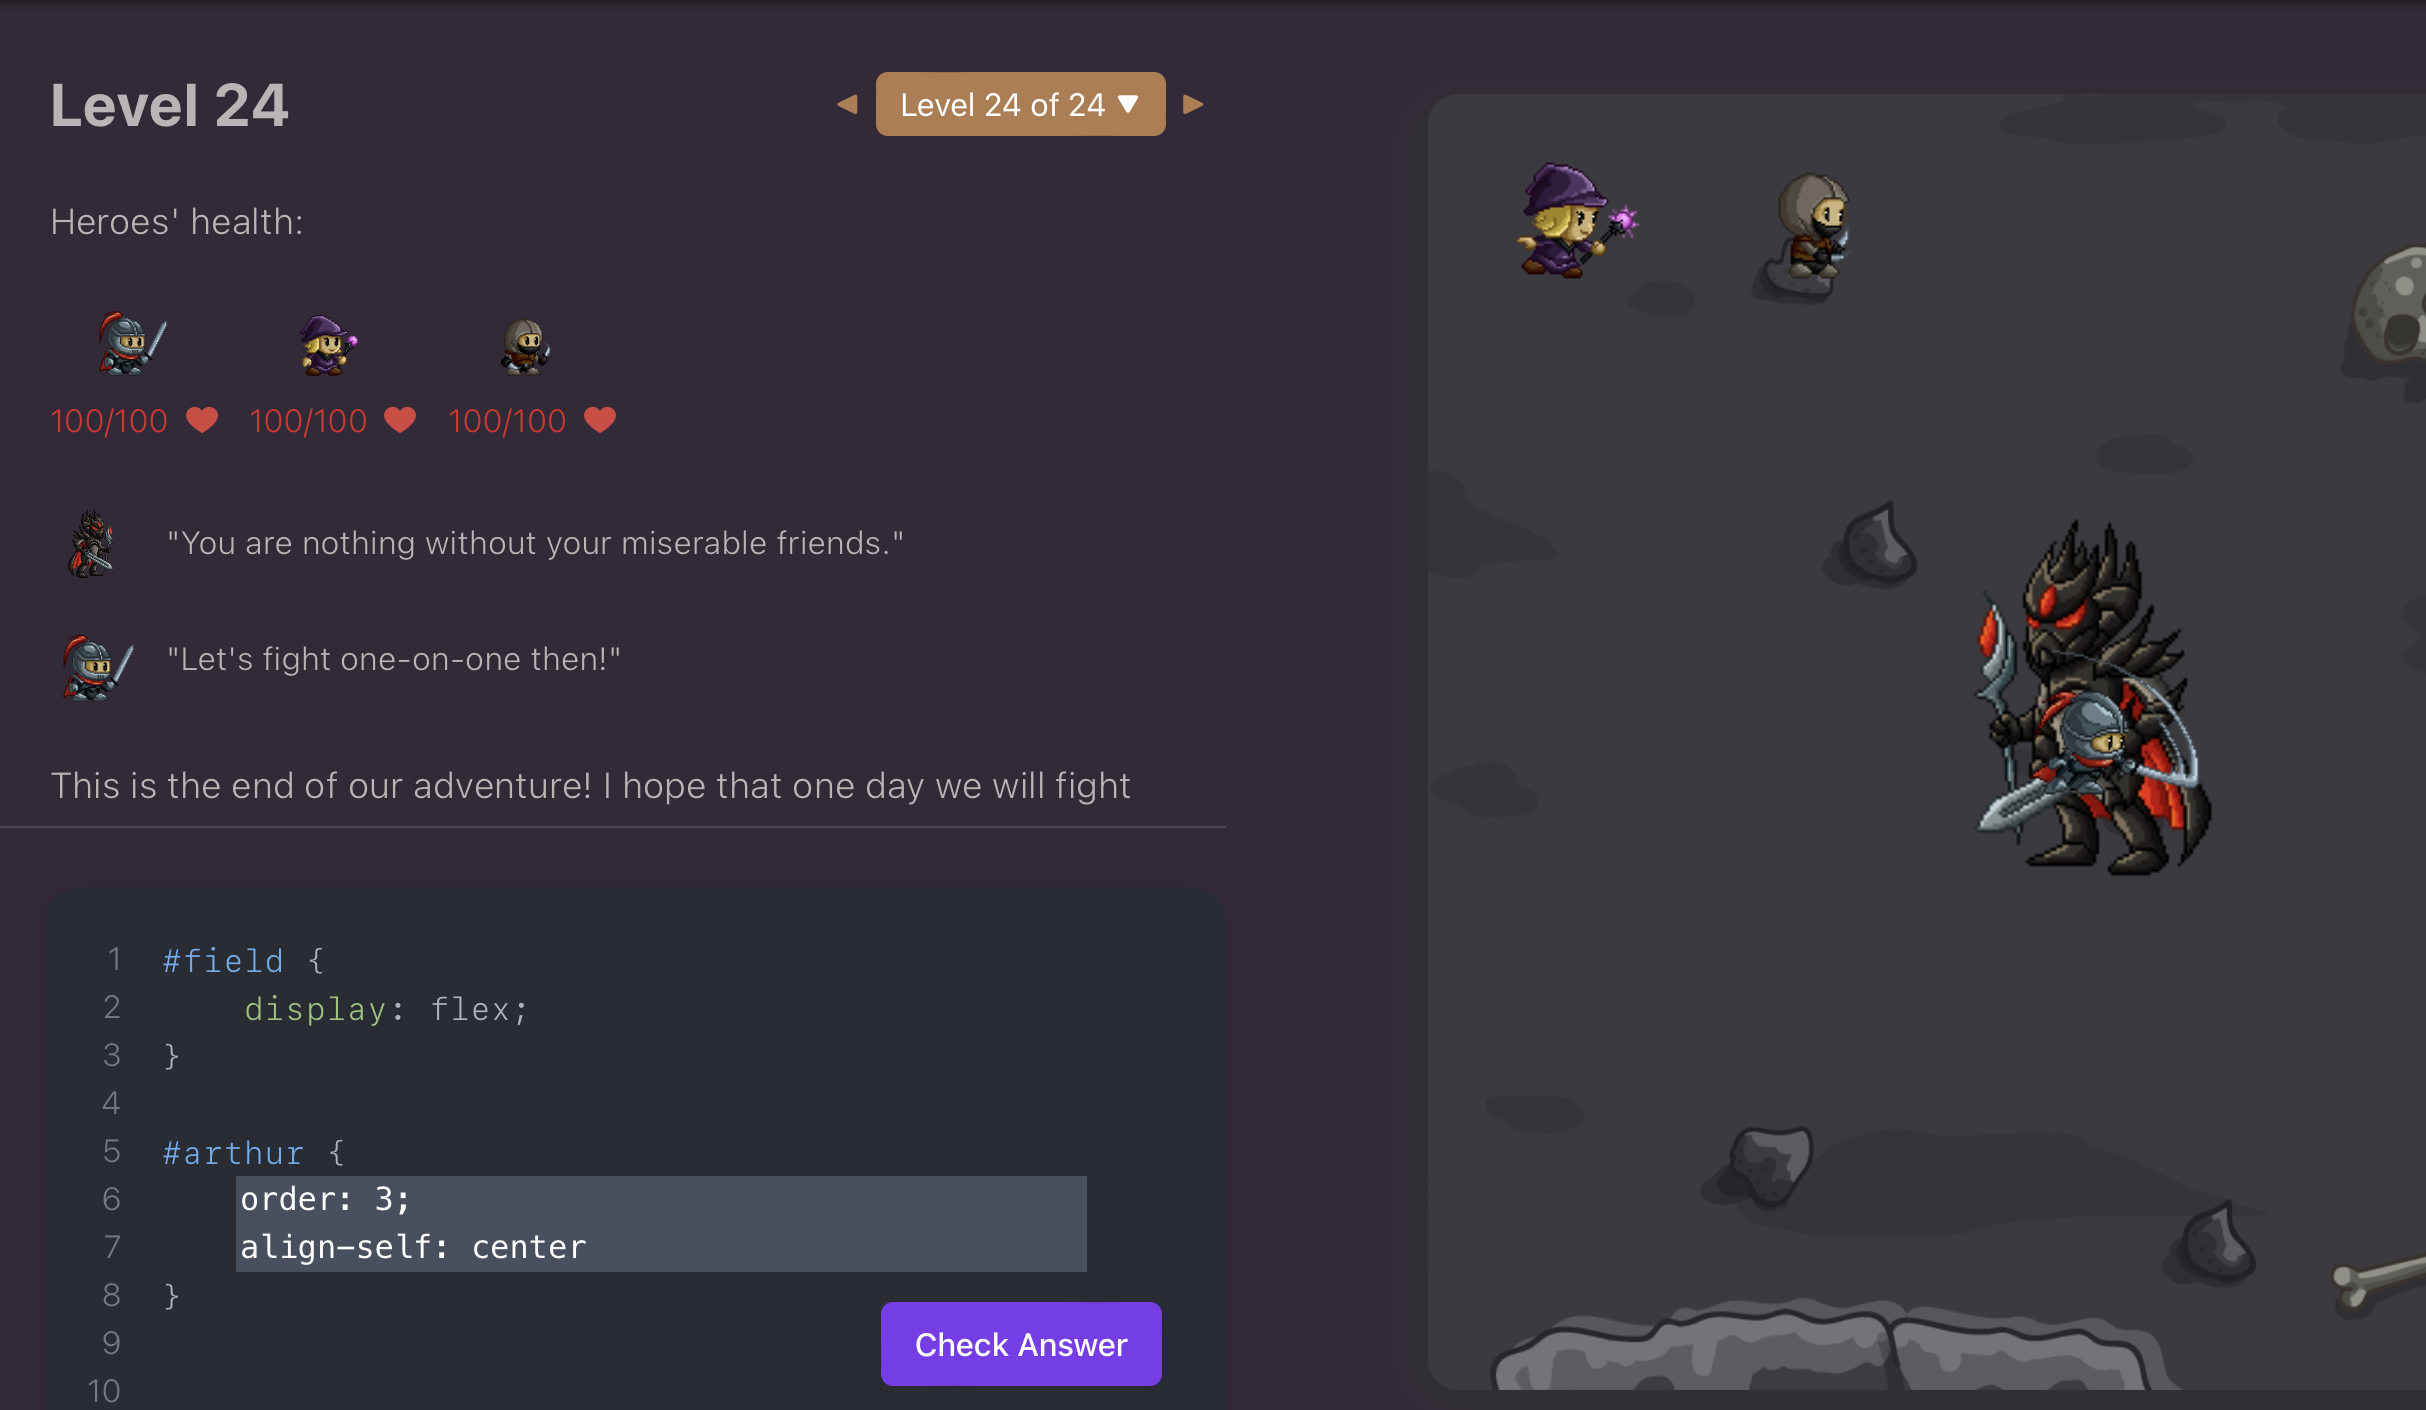 Level 24
Level 24 of 24
Heroes' health:
100/100 100/100 100/100
"You are nothing without your miserable friends."
"Let's fight one-on-one then!"
This is the end of our adventure! I hope that one day we will fight
1 #field {
2 display: flex;
3 }
4
5 #arthur {
6 order: 3;
7 align-self: center
8 }
9
Check Answer
10